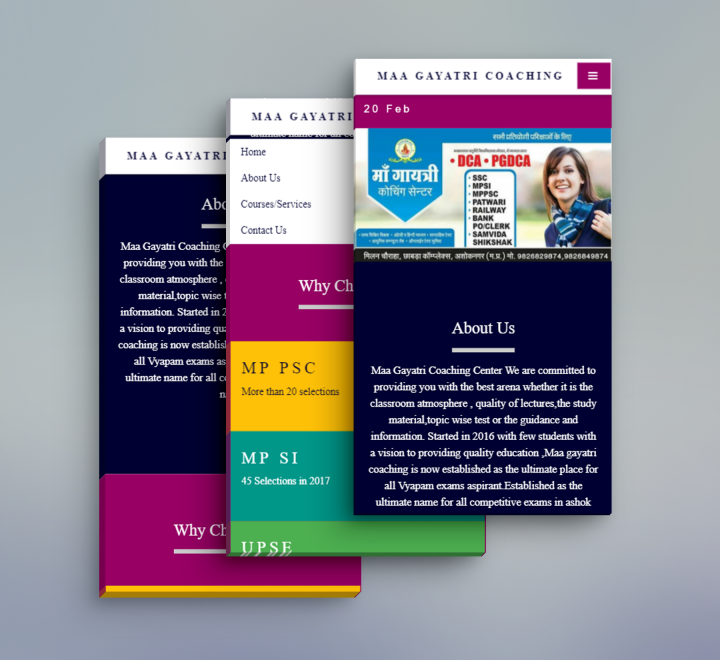 MAA GAYATRI COACHING
20 Feb
सभी प्रतियोगी परीक्षाओं के लिए
• DCA • PGDCA
माँ गायत्री
कोचिंग सेन्टर
• SSC
• MPSI
• MPPSC
• PATWARI
• RAILWAY
• BANK
PO/CLERK
• SAMVIDA
SHIKSHAK
मिलन चौराहा, छाबड़ा कॉम्प्लेक्स, अशोकनगर (म.प्र.) मो. 9826829874,9826849874
About Us
Maa Gayatri Coaching Center We are committed to
providing you with the best arena whether it is the
classroom atmosphere , quality of lectures,the study
material,topic wise test or the guidance and
information. Started in 2016 with few students with
a vision to providing quality education ,Maa gayatri
coaching is now established as the ultimate place for
all Vyapam exams aspirant.Established as the
ultimate name for all competitive exams in ashok
MAA GAYATRI
Home
About Us
Courses/Services
Contact Us
Why Ch
MP PSC
More than 20 selections
MP SI
45 Selections in 2017
UPSE
MAA GAYATRI
Abo
Maa Gayatri Coaching C
providing you with the
classroom atmosphere ,
material,topic wise t
information. Started in 2
a vision to providing qua
coaching is now establis
all Vyapam exams as
ultimate name for all co
n
Why Ch